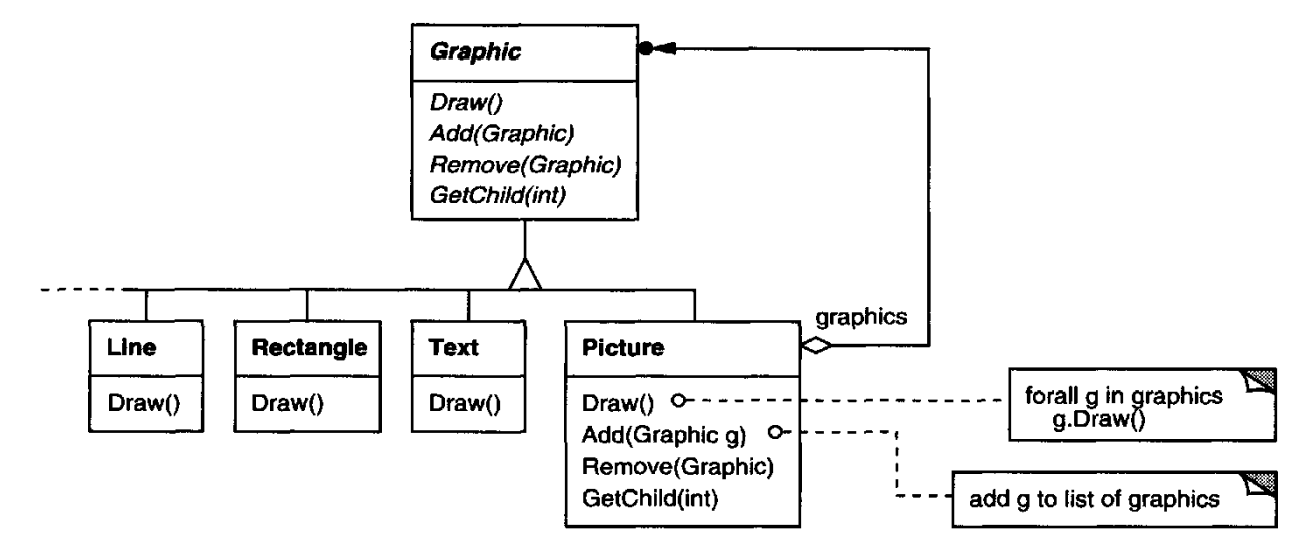 Graphic
Draw()
Add(Graphic)
Remove(Graphic)
GetChild(int)
Line
Draw()
Rectangle
Draw()
Text
Draw()
Picture
Draw()
Add(Graphic g)
Remove(Graphic)
GetChild(int)
graphics
forall g in graphics
g.Draw()
add g to list of graphics